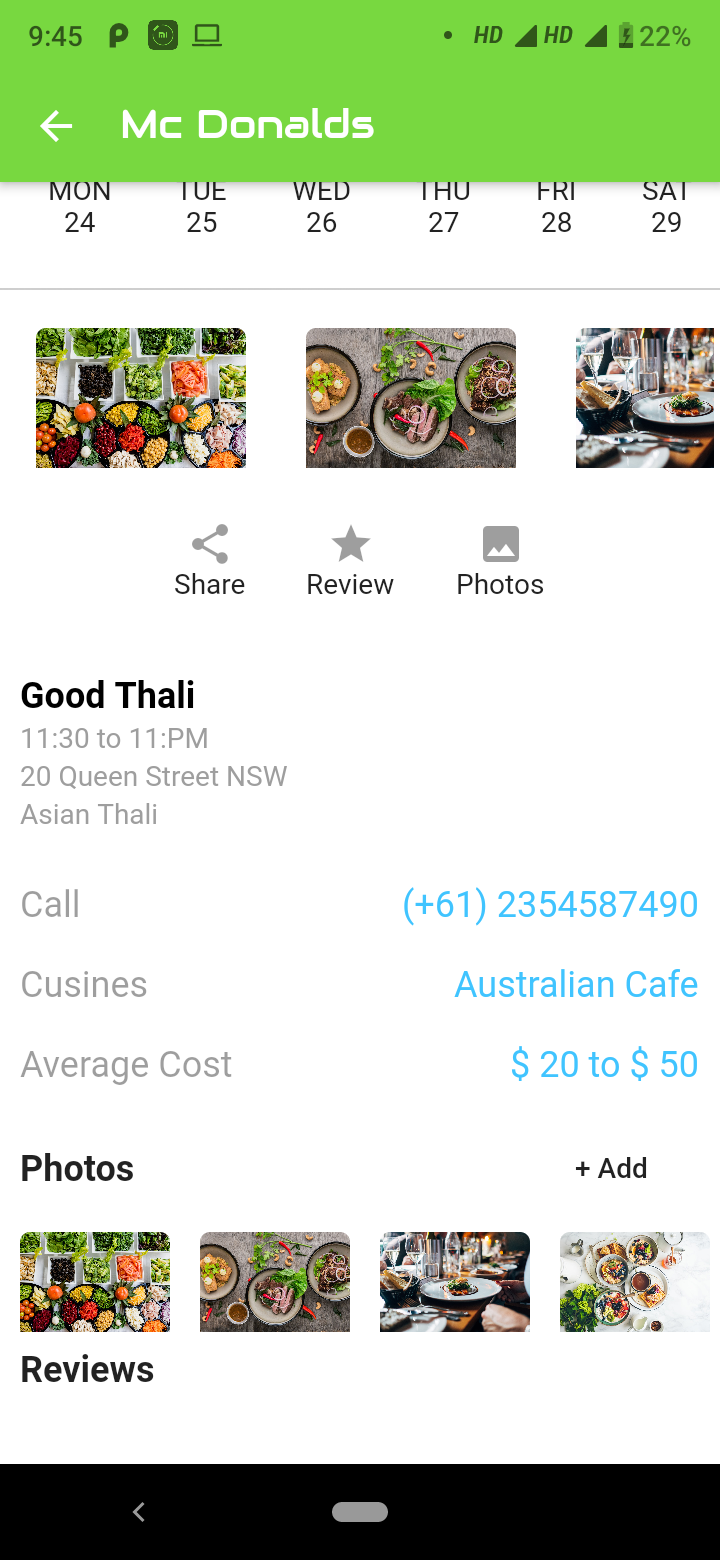 9:45 HD HD 22%
Mc Donalds
MON TUE WED THU FRI SAT
24 25 26 27 28 29
Share Review Photos
Good Thali
11:30 to 11:PM
20 Queen Street NSW
Asian Thali
Call (+61) 2354587490
Cusines Australian Cafe
Average Cost $ 20 to $ 50
Photos + Add
Reviews